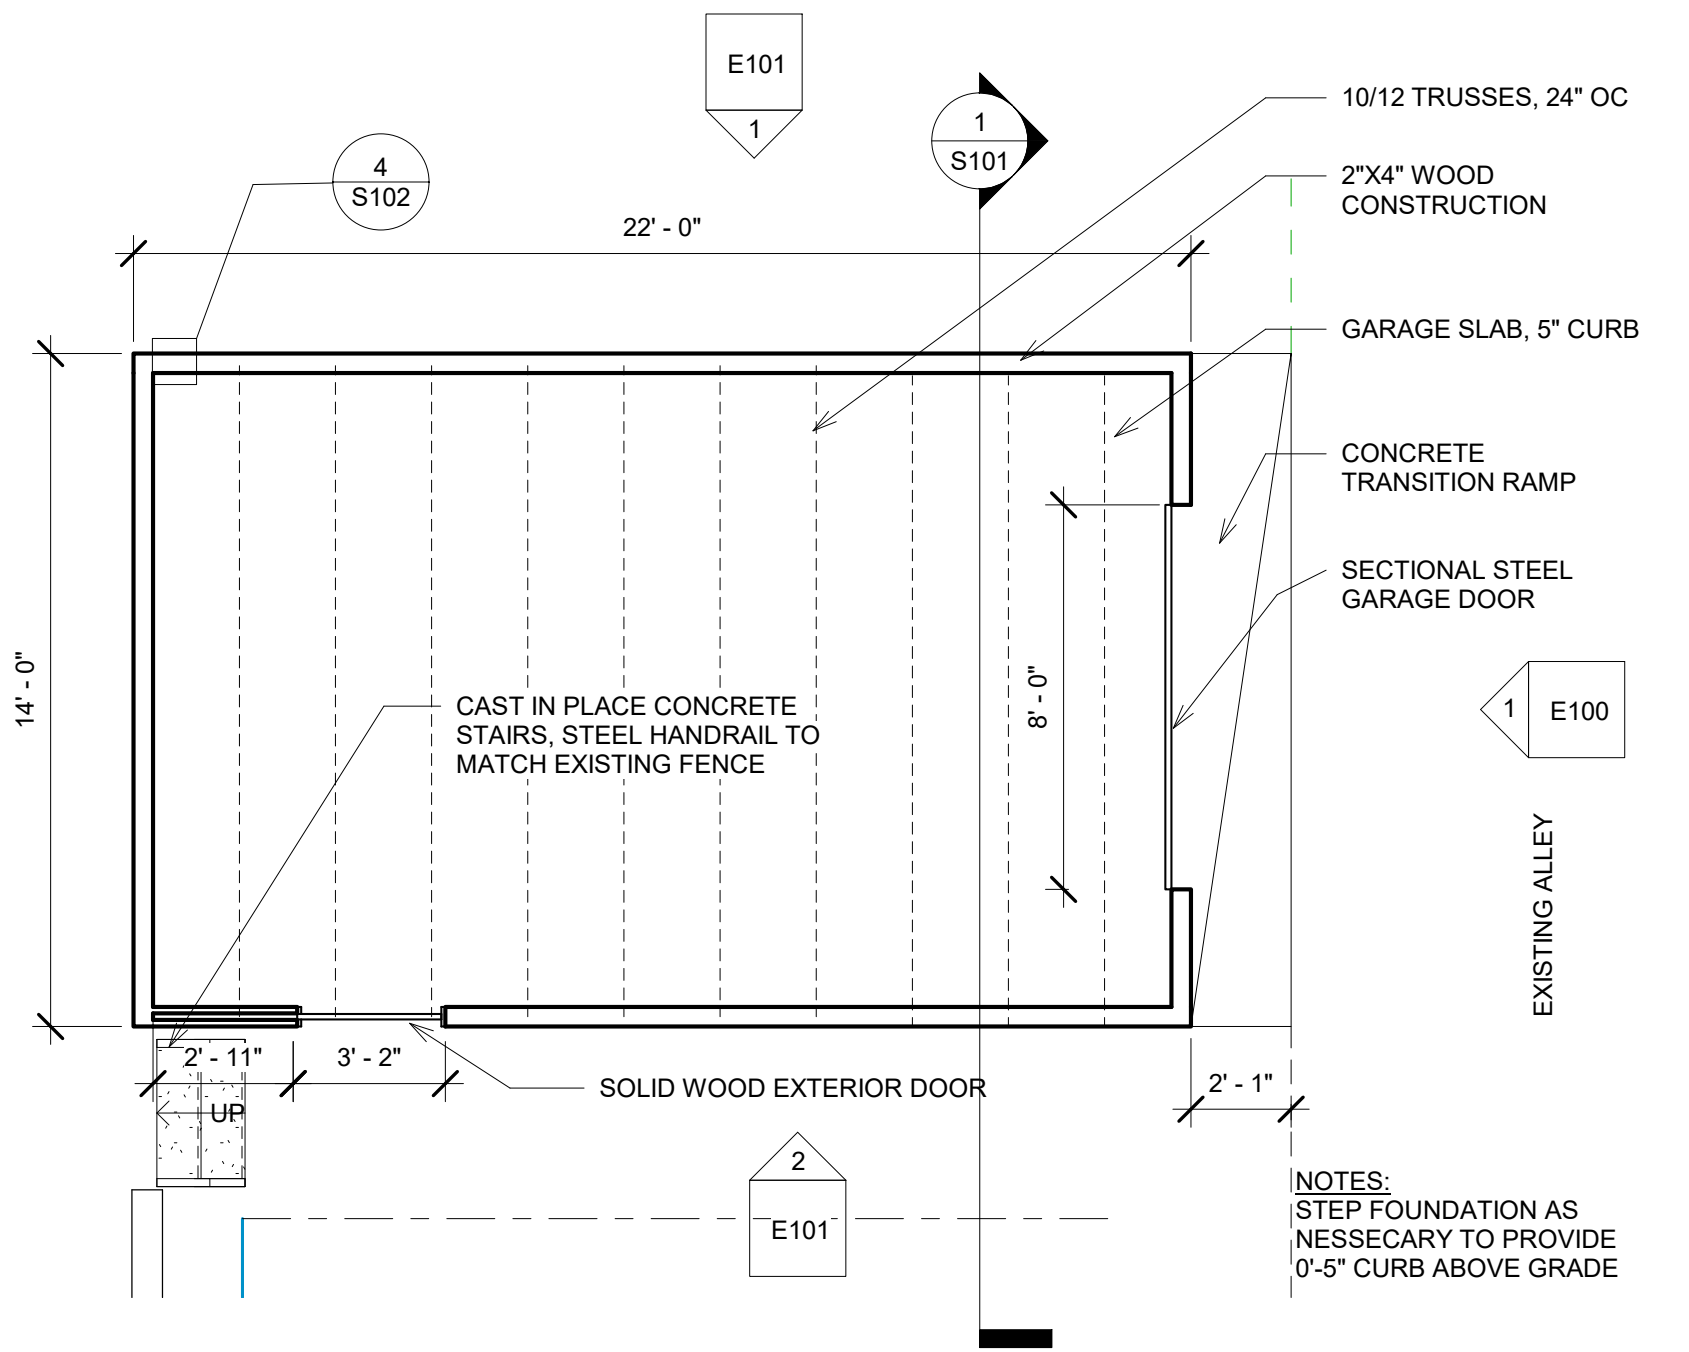 E101
1
1
S101
4
S102
22' - 0"
10/12 TRUSSES, 24" OC
2"X4" WOOD
CONSTRUCTION
GARAGE SLAB, 5" CURB
CONCRETE
TRANSITION RAMP
SECTIONAL STEEL
GARAGE DOOR
14' - 0"
8' - 0"
1
E100
CAST IN PLACE CONCRETE
STAIRS, STEEL HANDRAIL TO
MATCH EXISTING FENCE
EXISTING ALLEY
2' - 11"
3' - 2"
SOLID WOOD EXTERIOR DOOR
2' - 1"
UP
2
E101
NOTES:
STEP FOUNDATION AS
NESSECARY TO PROVIDE
0'-5" CURB ABOVE GRADE